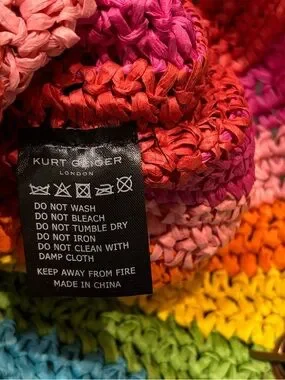 KURT GEIGER
LONDON
DO NOT WASH
DO NOT BLEACH
DO NOT TUMBLE DRY
DO NOT IRON
DO NOT CLEAN WITH
DAMP CLOTH
KEEP AWAY FROM FIRE
MADE IN CHINA